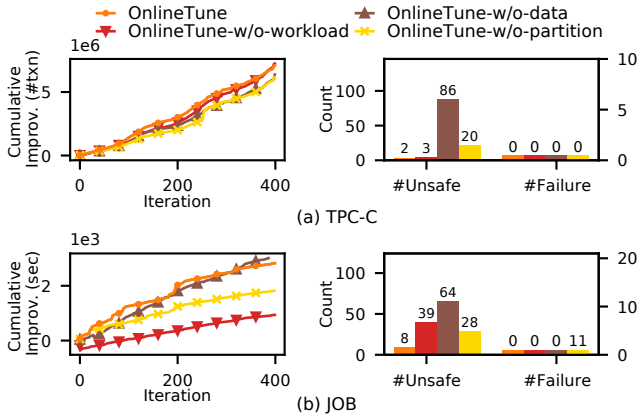 OnlineTune
OnlineTune-w/o-data
OnlineTune-w/o-workload
OnlineTune-w/o-partition
1e6
Cumulative
Improv. (#txn)
5
0
0 200 400
Iteration
Count
100
50
0
2 3 86 20 0 0 0 0
10
5
0
#Unsafe #Failure
(a) TPC-C
1e3
Cumulative
Improv. (sec)
2
0
0 200 400
Iteration
Count
100
50
0
8 39 64 28 0 0 0 11
20
10
0
#Unsafe #Failure
(b) JOB